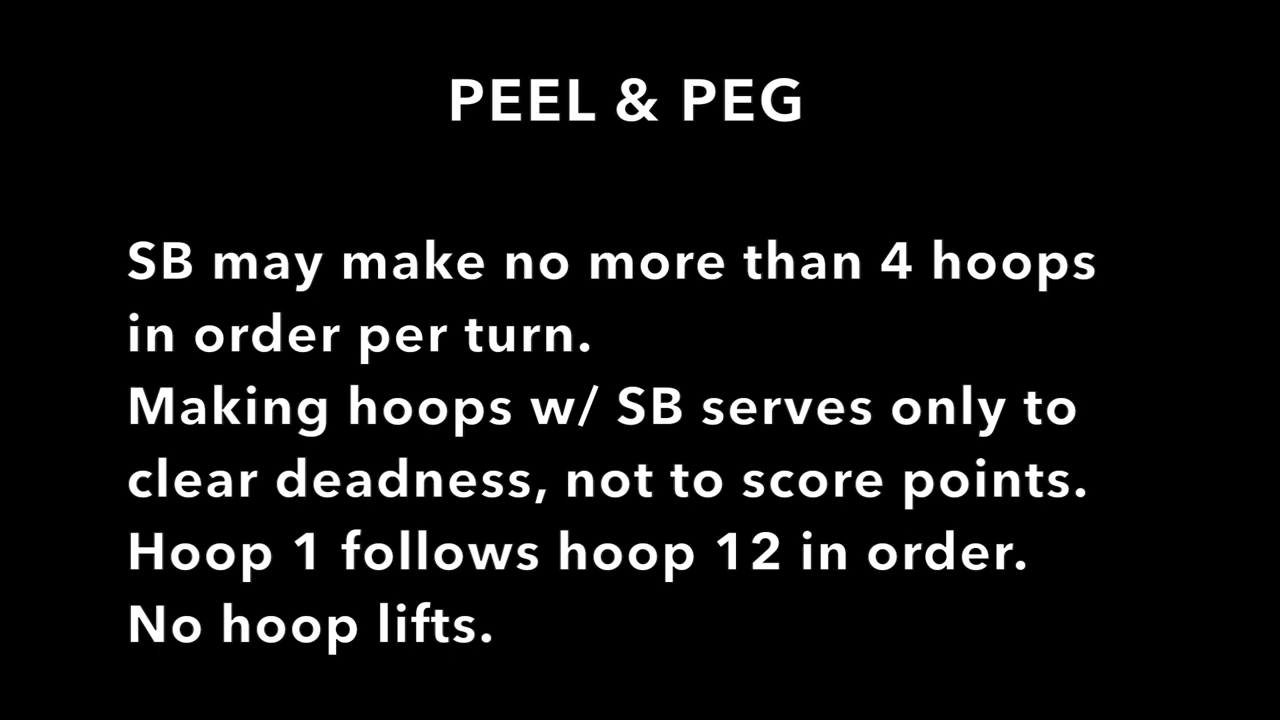 PEEL & PEG
SB may make no more than 4 hoops
in order per turn.
Making hoops w/ SB serves only to
clear deadness, not to score points.
Hoop 1 follows hoop 12 in order.
No hoop lifts.